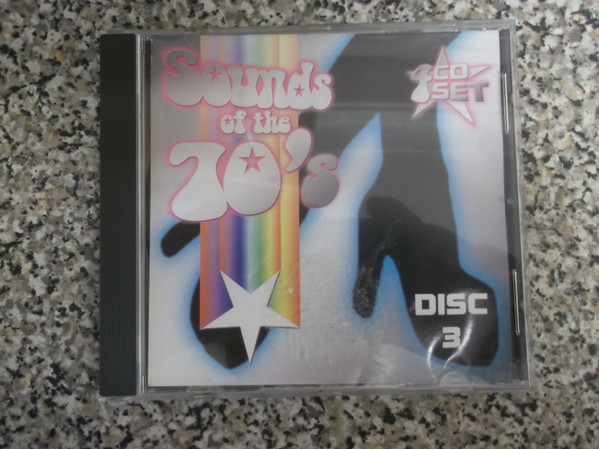 Sounds
of the
70's
4 CD
SET
DISC
3